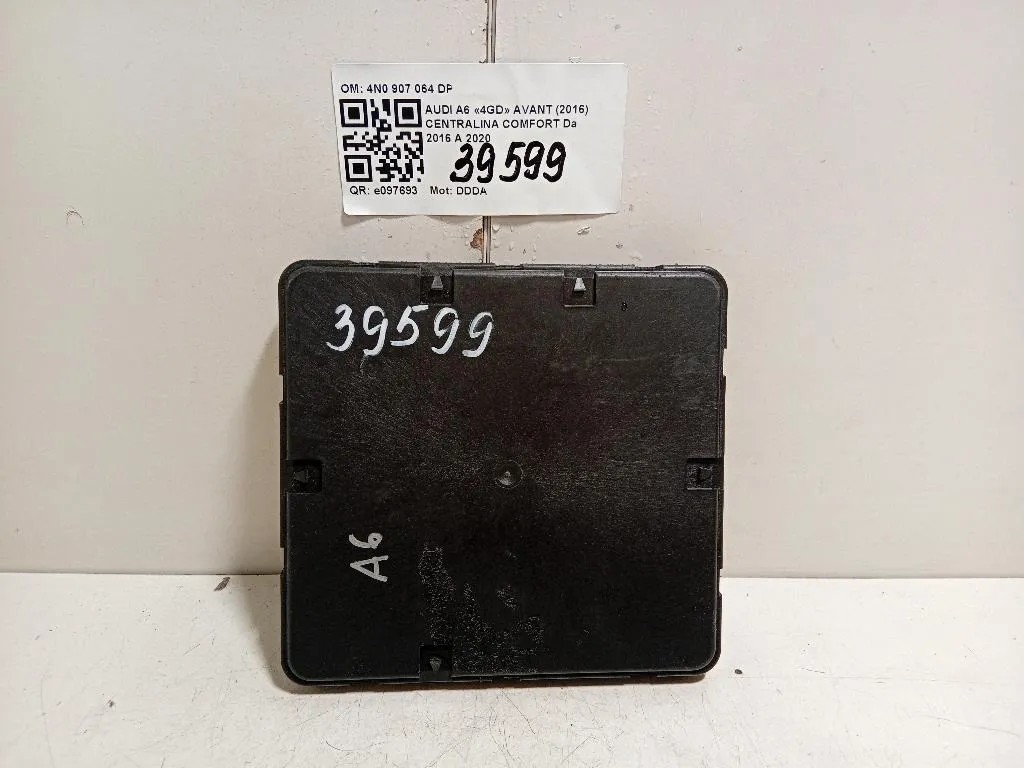 OM: 4N0 907 064 DP
AUDI A6 «4GD» AVANT (2016)
CENTRALINA COMFORT Da
2016 A 2020
39599
QR: e097693 Mot: DDDA
39599
A6